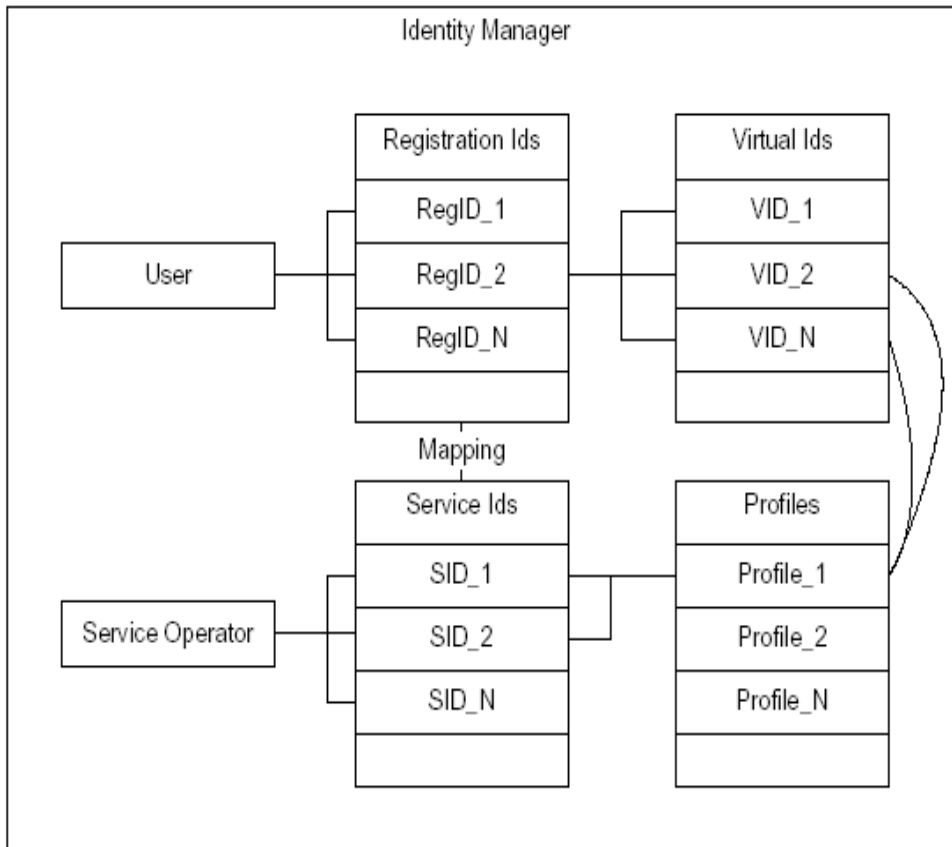 Identity Manager
Registration Ids
RegID_1
RegID_2
RegID_N
Virtual Ids
VID_1
VID_2
VID_N
User
Mapping
Service Ids
SID_1
SID_2
SID_N
Profiles
Profile_1
Profile_2
Profile_N
Service Operator